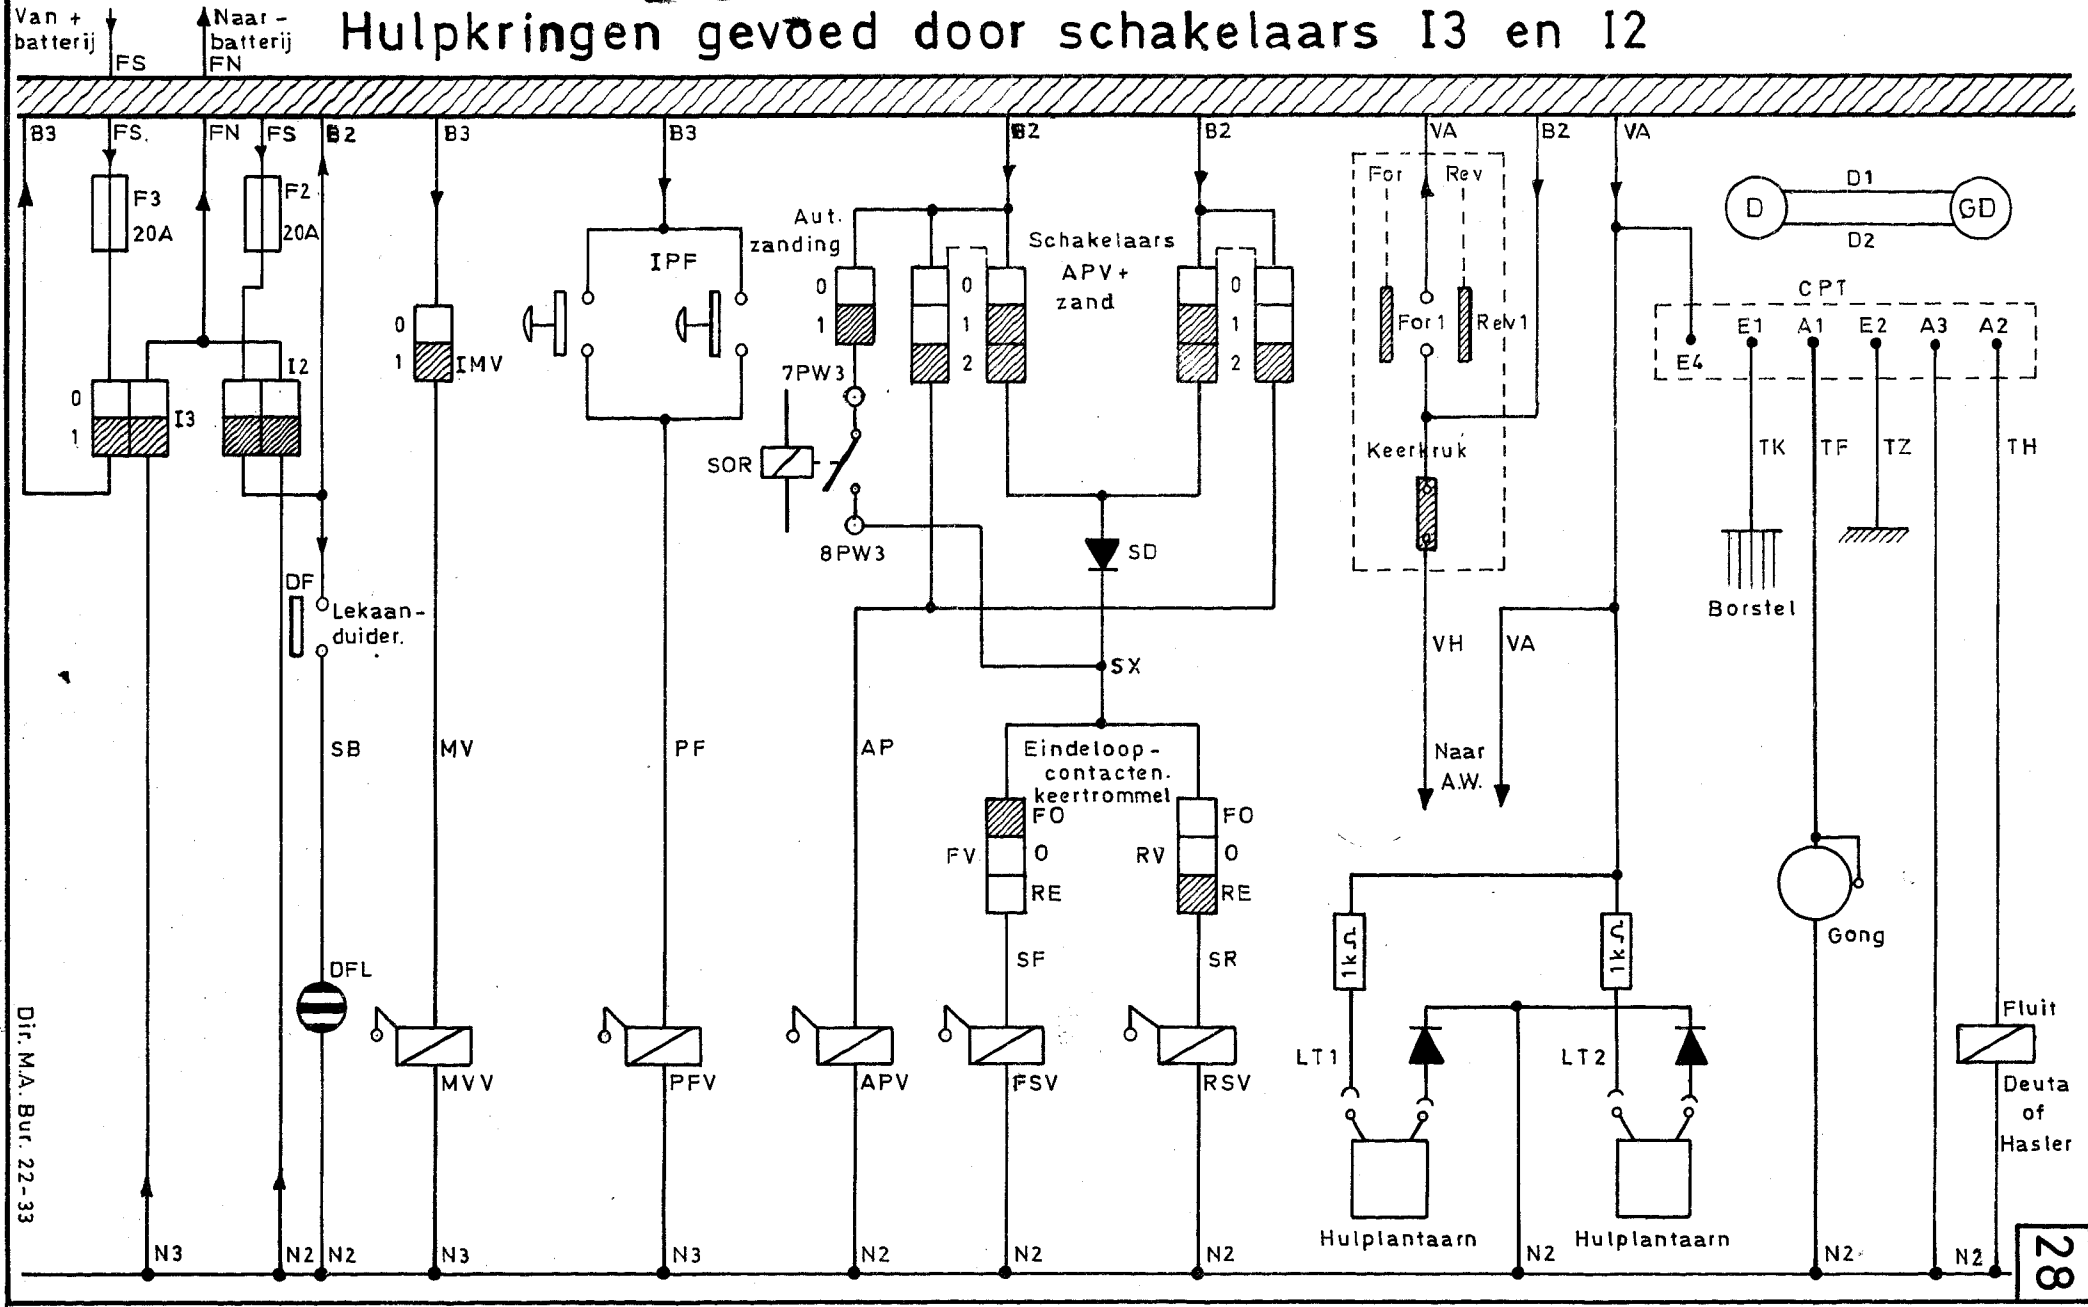 Van + batterij
Naar - batterij
Hulpkringen gevoed door schakelaars I3 en I2
FS
FN
B3
FS.
FN
FS
B2
B3
B3
B2
B2
VA
B2
VA
F3
20A
F2
20A
Aut.
zanding
IPF
Schakelaars
APV+
zand
For
Rev
D
D1
D2
GD
CPT
0
1
I3
I2
0
1
IMV
0
1
0
1
2
0
1
2
For1
Rev1
E4
E1
A1
E2
A3
A2
7PW3
SOR
8PW3
Keerkruk
TK
TF
TZ
TH
SD
DF
Lekaan-
duider.
Borstel
SX
VH
VA
SB
MV
PF
AP
Eindeloop-
contacten.
keertrommel
Naar
A.W.
FV
FO
0
RE
RV
FO
0
RE
Gong
SF
SR
1kΩ
1kΩ
DFL
Fluit
LT1
LT2
MVV
PFV
APV
FSV
RSV
Deuta
of
Hasler
Dir. M.A. Bur. 22-33
Hulplantaarn
Hulplantaarn
N3
N2
N2
N3
N3
N2
N2
N2
N2
N2
N2
28